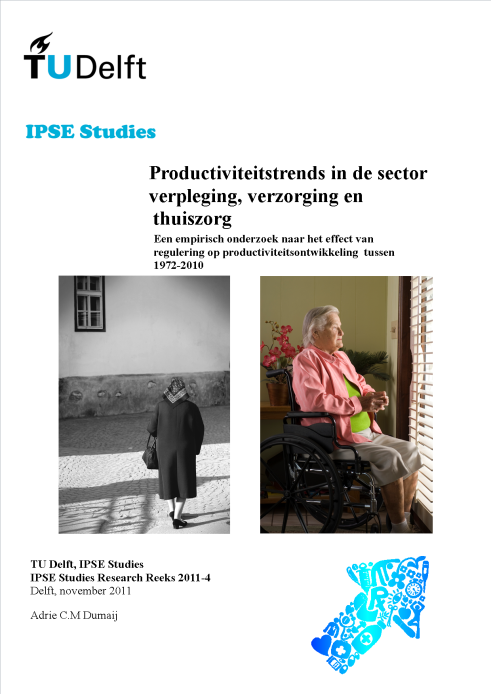 TUDelft
IPSE Studies
Productiviteitstrends in de sector
verpleging, verzorging en
thuiszorg
Een empirisch onderzoek naar het effect van
regulering op productiviteitsontwikkeling tussen
1972-2010
TU Delft, IPSE Studies
IPSE Studies Research Reeks 2011-4
Delft, november 2011
Adrie C.M Dumaij